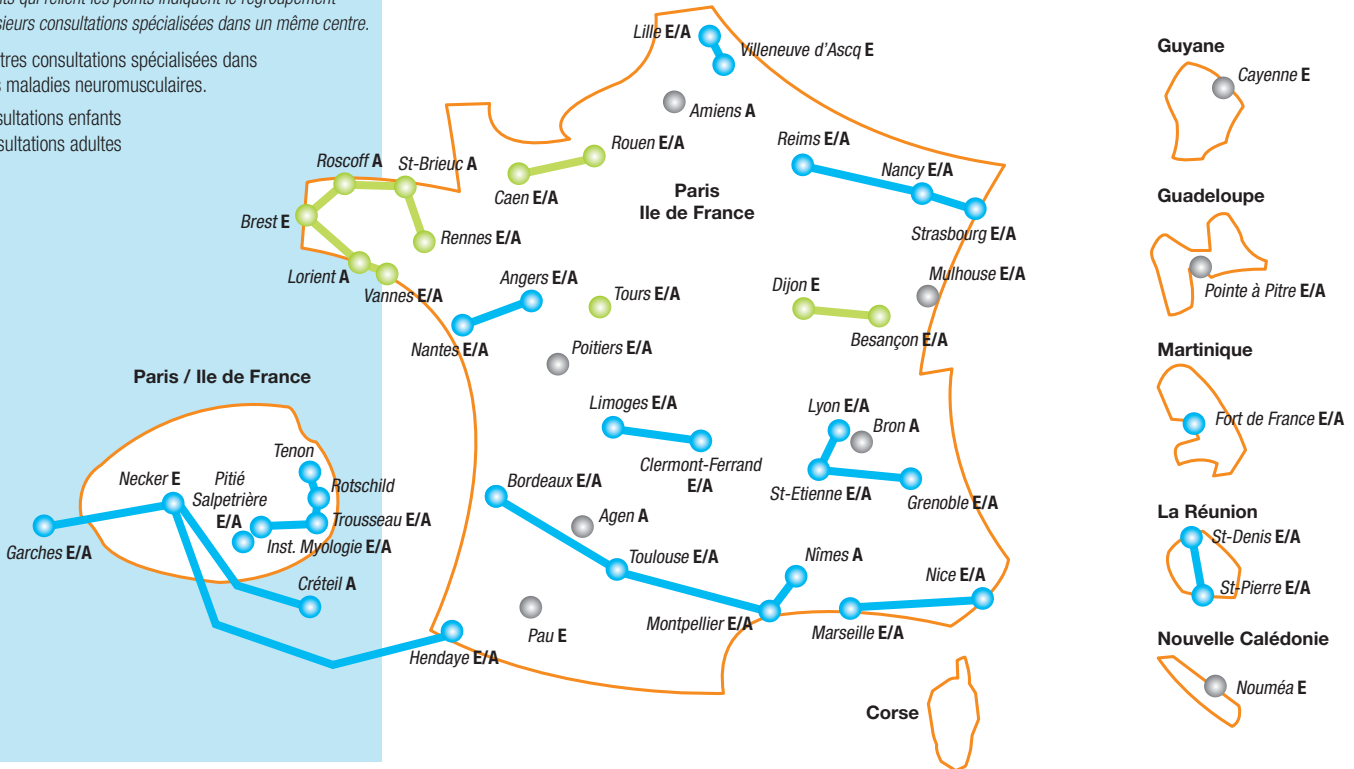 qui relient les points indiquent le regroupement
consultations spécialisées dans un même centre.
consultations spécialisées dans
maladies neuromusculaires.
enfants
adultes
Lille E/A
Villeneuve d'Ascq E
Amiens A
Rouen E/A
Caen E/A
Roscoff A
St-Brieuc A
Brest E
Rennes E/A
Lorient A
Vannes E/A
Paris
Ile de France
Reims E/A
Nancy E/A
Strasbourg E/A
Mulhouse E/A
Angers E/A
Nantes E/A
Tours E/A
Poitiers E/A
Dijon E
Besançon E/A
Limoges E/A
Clermont-Ferrand
E/A
Lyon E/A
Bron A
St-Etienne E/A
Grenoble E/A
Bordeaux E/A
Agen A
Toulouse E/A
Nîmes A
Montpellier E/A
Marseille E/A
Nice E/A
Pau E
Hendaye E/A
Corse
Paris / Ile de France
Tenon
Necker E
Pitié
Salpetrière
E/A
Rotschild
Trousseau E/A
Inst. Myologie E/A
Garches E/A
Créteil A
Guyane
Cayenne E
Guadeloupe
Pointe à Pitre E/A
Martinique
Fort de France E/A
La Réunion
St-Denis E/A
St-Pierre E/A
Nouvelle Calédonie
Nouméa E